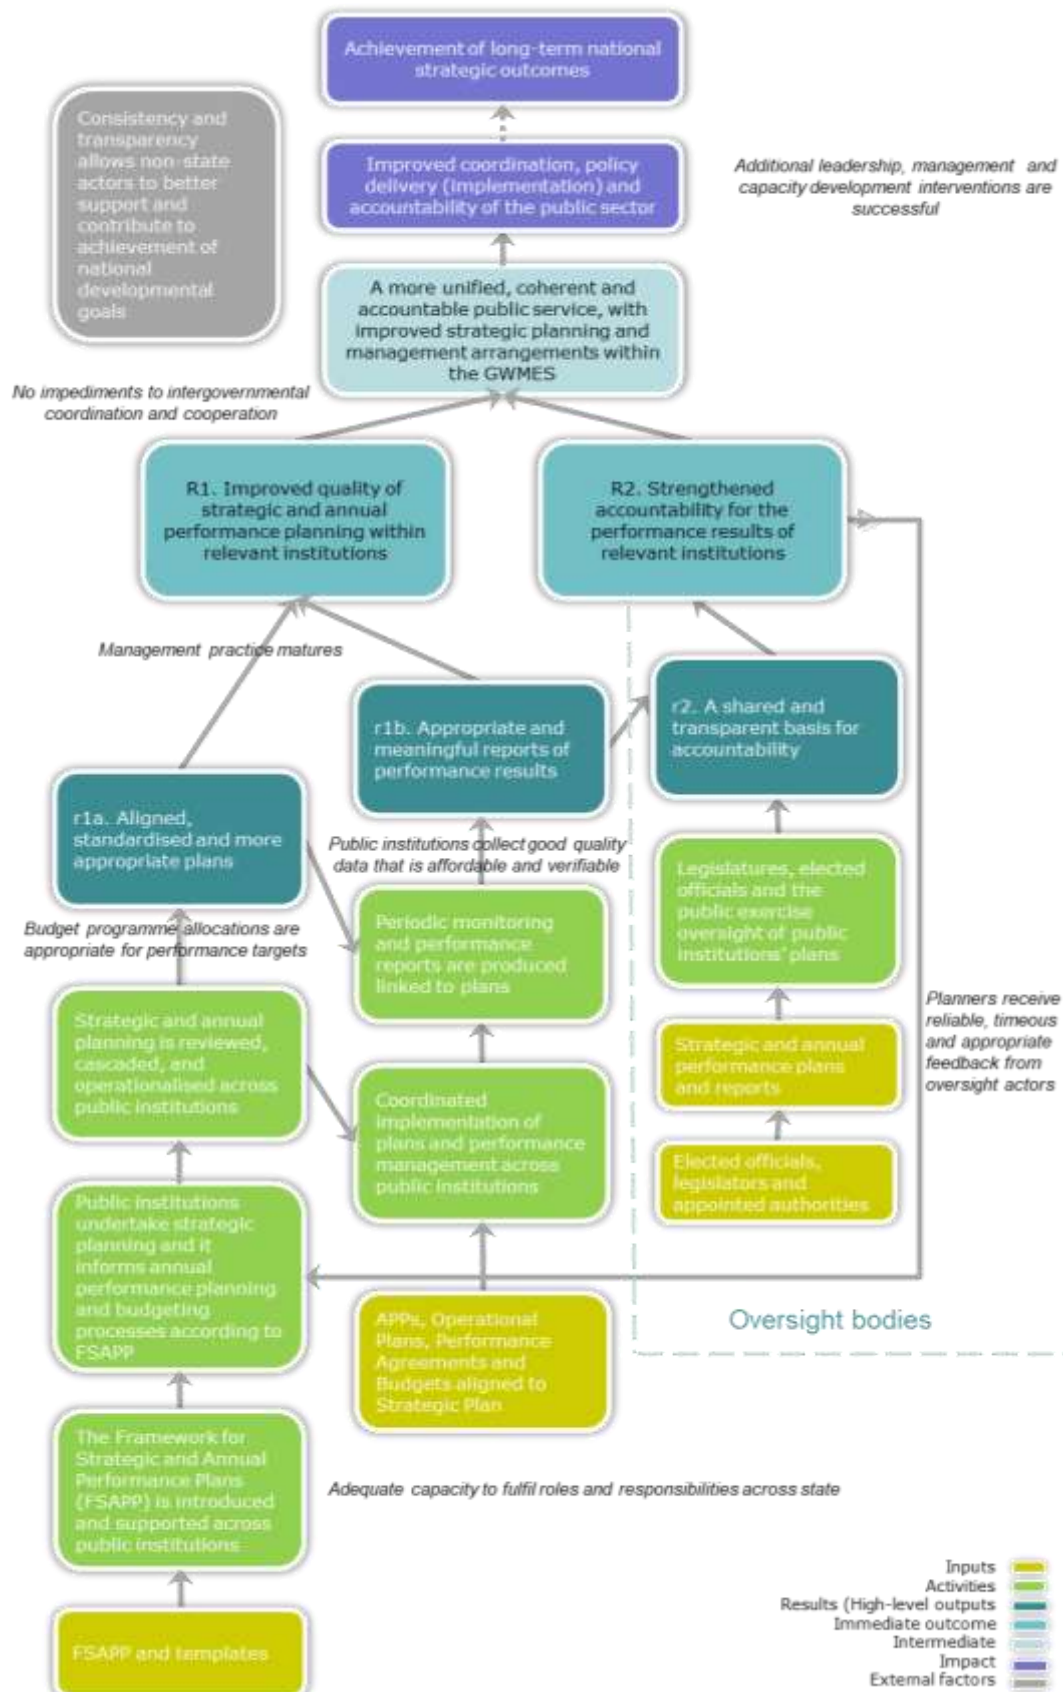 Achievement of long-term national
strategic outcomes
Consistency and
transparency
allows non-state
actors to better
support and
contribute to
achievement of
national
developmental
goals
Improved coordination, policy
delivery (implementation) and
accountability of the public sector
Additional leadership, management and
capacity development interventions are
successful
A more unified, coherent and
accountable public service, with
improved strategic planning and
management arrangements within
the GWMES
No impediments to intergovernmental
coordination and cooperation
R1. Improved quality of
strategic and annual
performance planning within
relevant institutions
R2. Strengthened
accountability for the
performance results of
relevant institutions
Management practice matures
r1b. Appropriate and
meaningful reports of
performance results
r2. A shared and
transparent basis for
accountability
r1a. Aligned,
standardised and more
appropriate plans
Public institutions collect good quality
data that is affordable and verifiable
Legislatures, elected
officials and the
public exercise
oversight of public
institutions' plans
Budget programme allocations are
appropriate for performance targets
Periodic monitoring
and performance
reports are produced
linked to plans
Strategic and annual
planning is reviewed,
cascaded, and
operationalised across
public institutions
Strategic and annual
performance plans
and reports
Planners receive
reliable, timeous
and appropriate
feedback from
oversight actors
Coordinated
implementation of
plans and performance
management across
public institutions
Elected officials,
legislators and
appointed authorities
Public institutions
undertake strategic
planning and it
informs annual
performance planning
and budgeting
processes according to
FSAPP
APPs, Operational
Plans, Performance
Agreements and
Budgets aligned to
Strategic Plan
Oversight bodies
The Framework for
Strategic and Annual
Performance Plans
(FSAPP) is introduced
and supported across
public institutions
Adequate capacity to fulfil roles and responsibilities across state
FSAPP and templates
Inputs
Activities
Results (High-level outputs
Immediate outcome
Intermediate
Impact
External factors